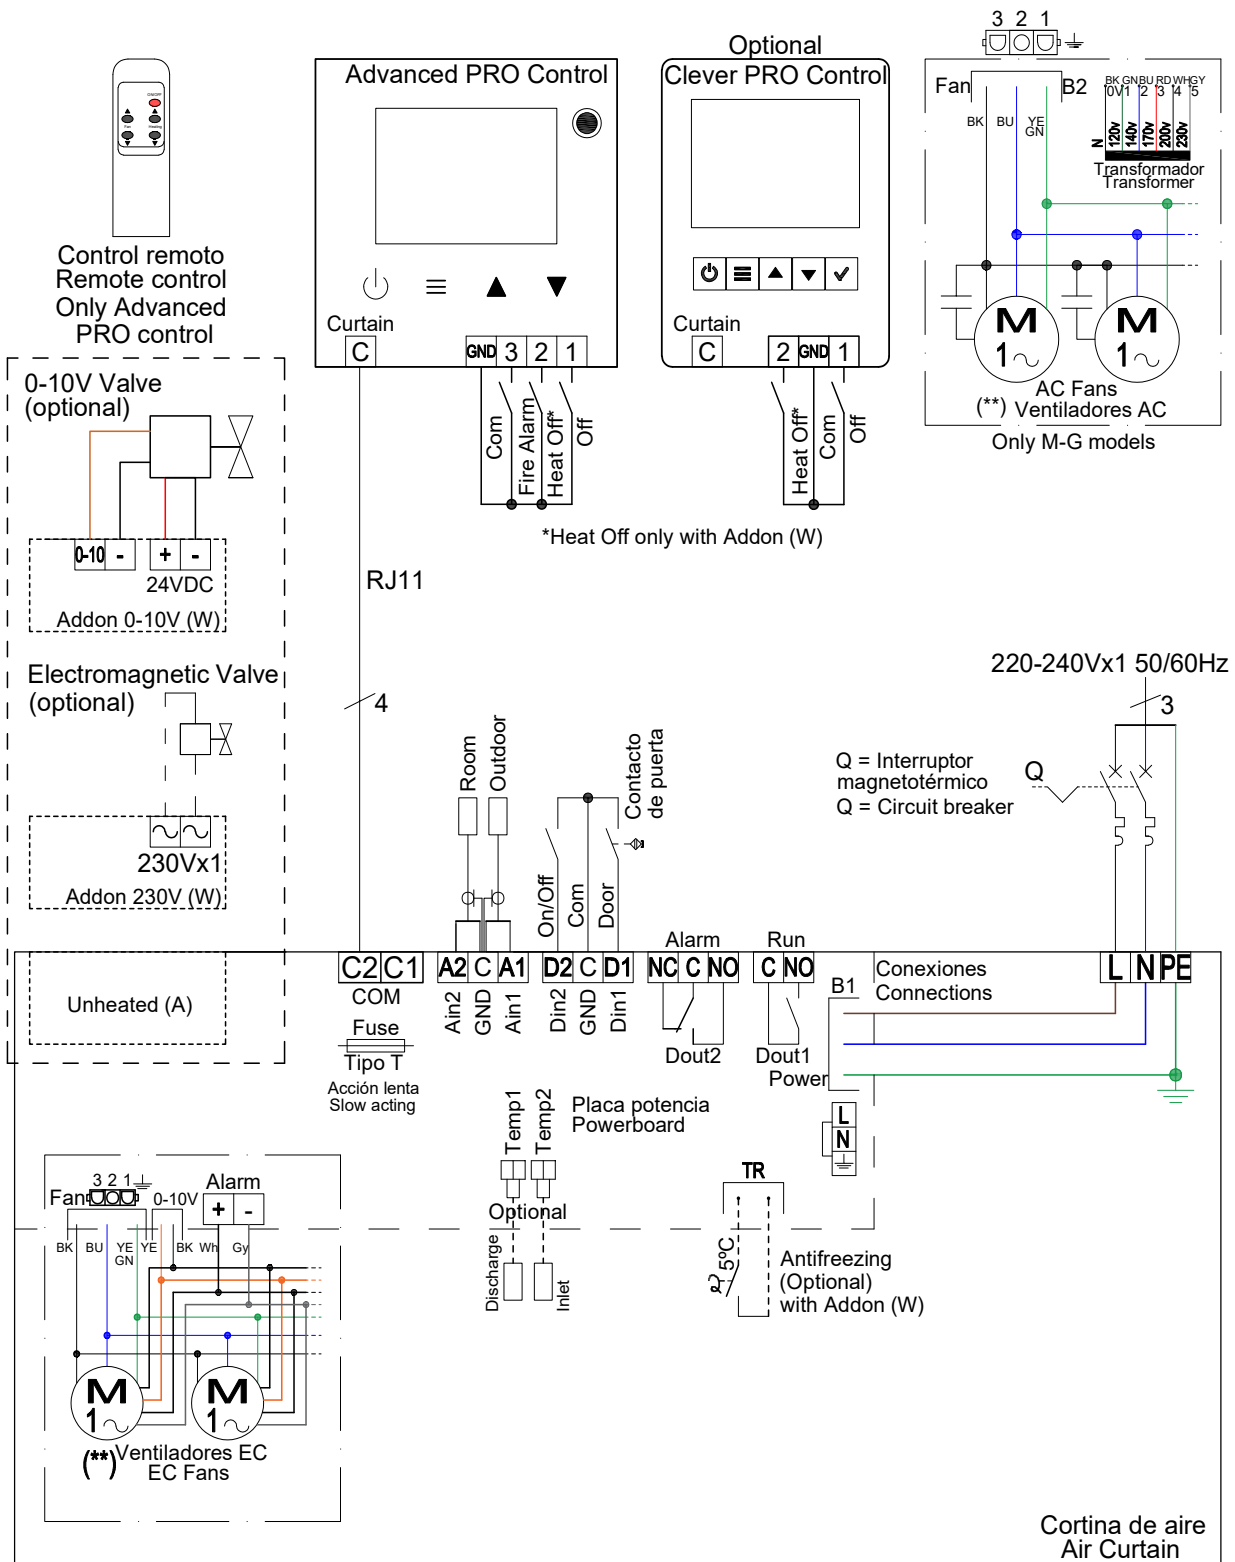 3 2 1
Optional
Advanced PRO Control
Clever PRO Control
ON/OFF
Fan
Heating
Fan
B2
BK GN BU RD WH GY
0V 1 2 3 4 5
BK
BU
YE
GN
N
120v
140v
170v
200v
230v
Transformador
Transformer
Control remoto
Remote control
Only Advanced
PRO control
Curtain
C
GND 3 2 1
Curtain
C
2 GND 1
M
1
M
1
AC Fans
(**) Ventiladores AC
Only M-G models
Com
Fire Alarm
Heat Off*
Off
Heat Off*
Com
Off
*Heat Off only with Addon (W)
0-10V Valve
(optional)
0-10 - + -
24VDC
Addon 0-10V (W)
RJ11
4
Electromagnetic Valve
(optional)
230Vx1
Addon 230V (W)
220-240Vx1 50/60Hz
3
Q = Interruptor
magnetotérmico
Q = Circuit breaker
Q
Room
Outdoor
Contacto
de puerta
On/Off
Com
Door
Alarm
Run
C2 C1
A2 C A1
D2 C D1
NC C NO
C NO
L N PE
COM
Ain2
GND
Ain1
Din2
GND
Din1
Dout2
Dout1
B1
Power
Conexiones
Connections
Unheated (A)
Fuse
Tipo T
Acción lenta
Slow acting
Temp1
Temp2
Placa potencia
Powerboard
L
N
TR
Optional
Discharge
Inlet
5ºC
Antifreezing
(Optional)
with Addon (W)
3 2 1
Fan
0-10V
Alarm
+ -
BK
BU
YE
GN
YE
BK
Wh
Gy
M
1
M
1
(**) Ventiladores EC
EC Fans
Cortina de aire
Air Curtain